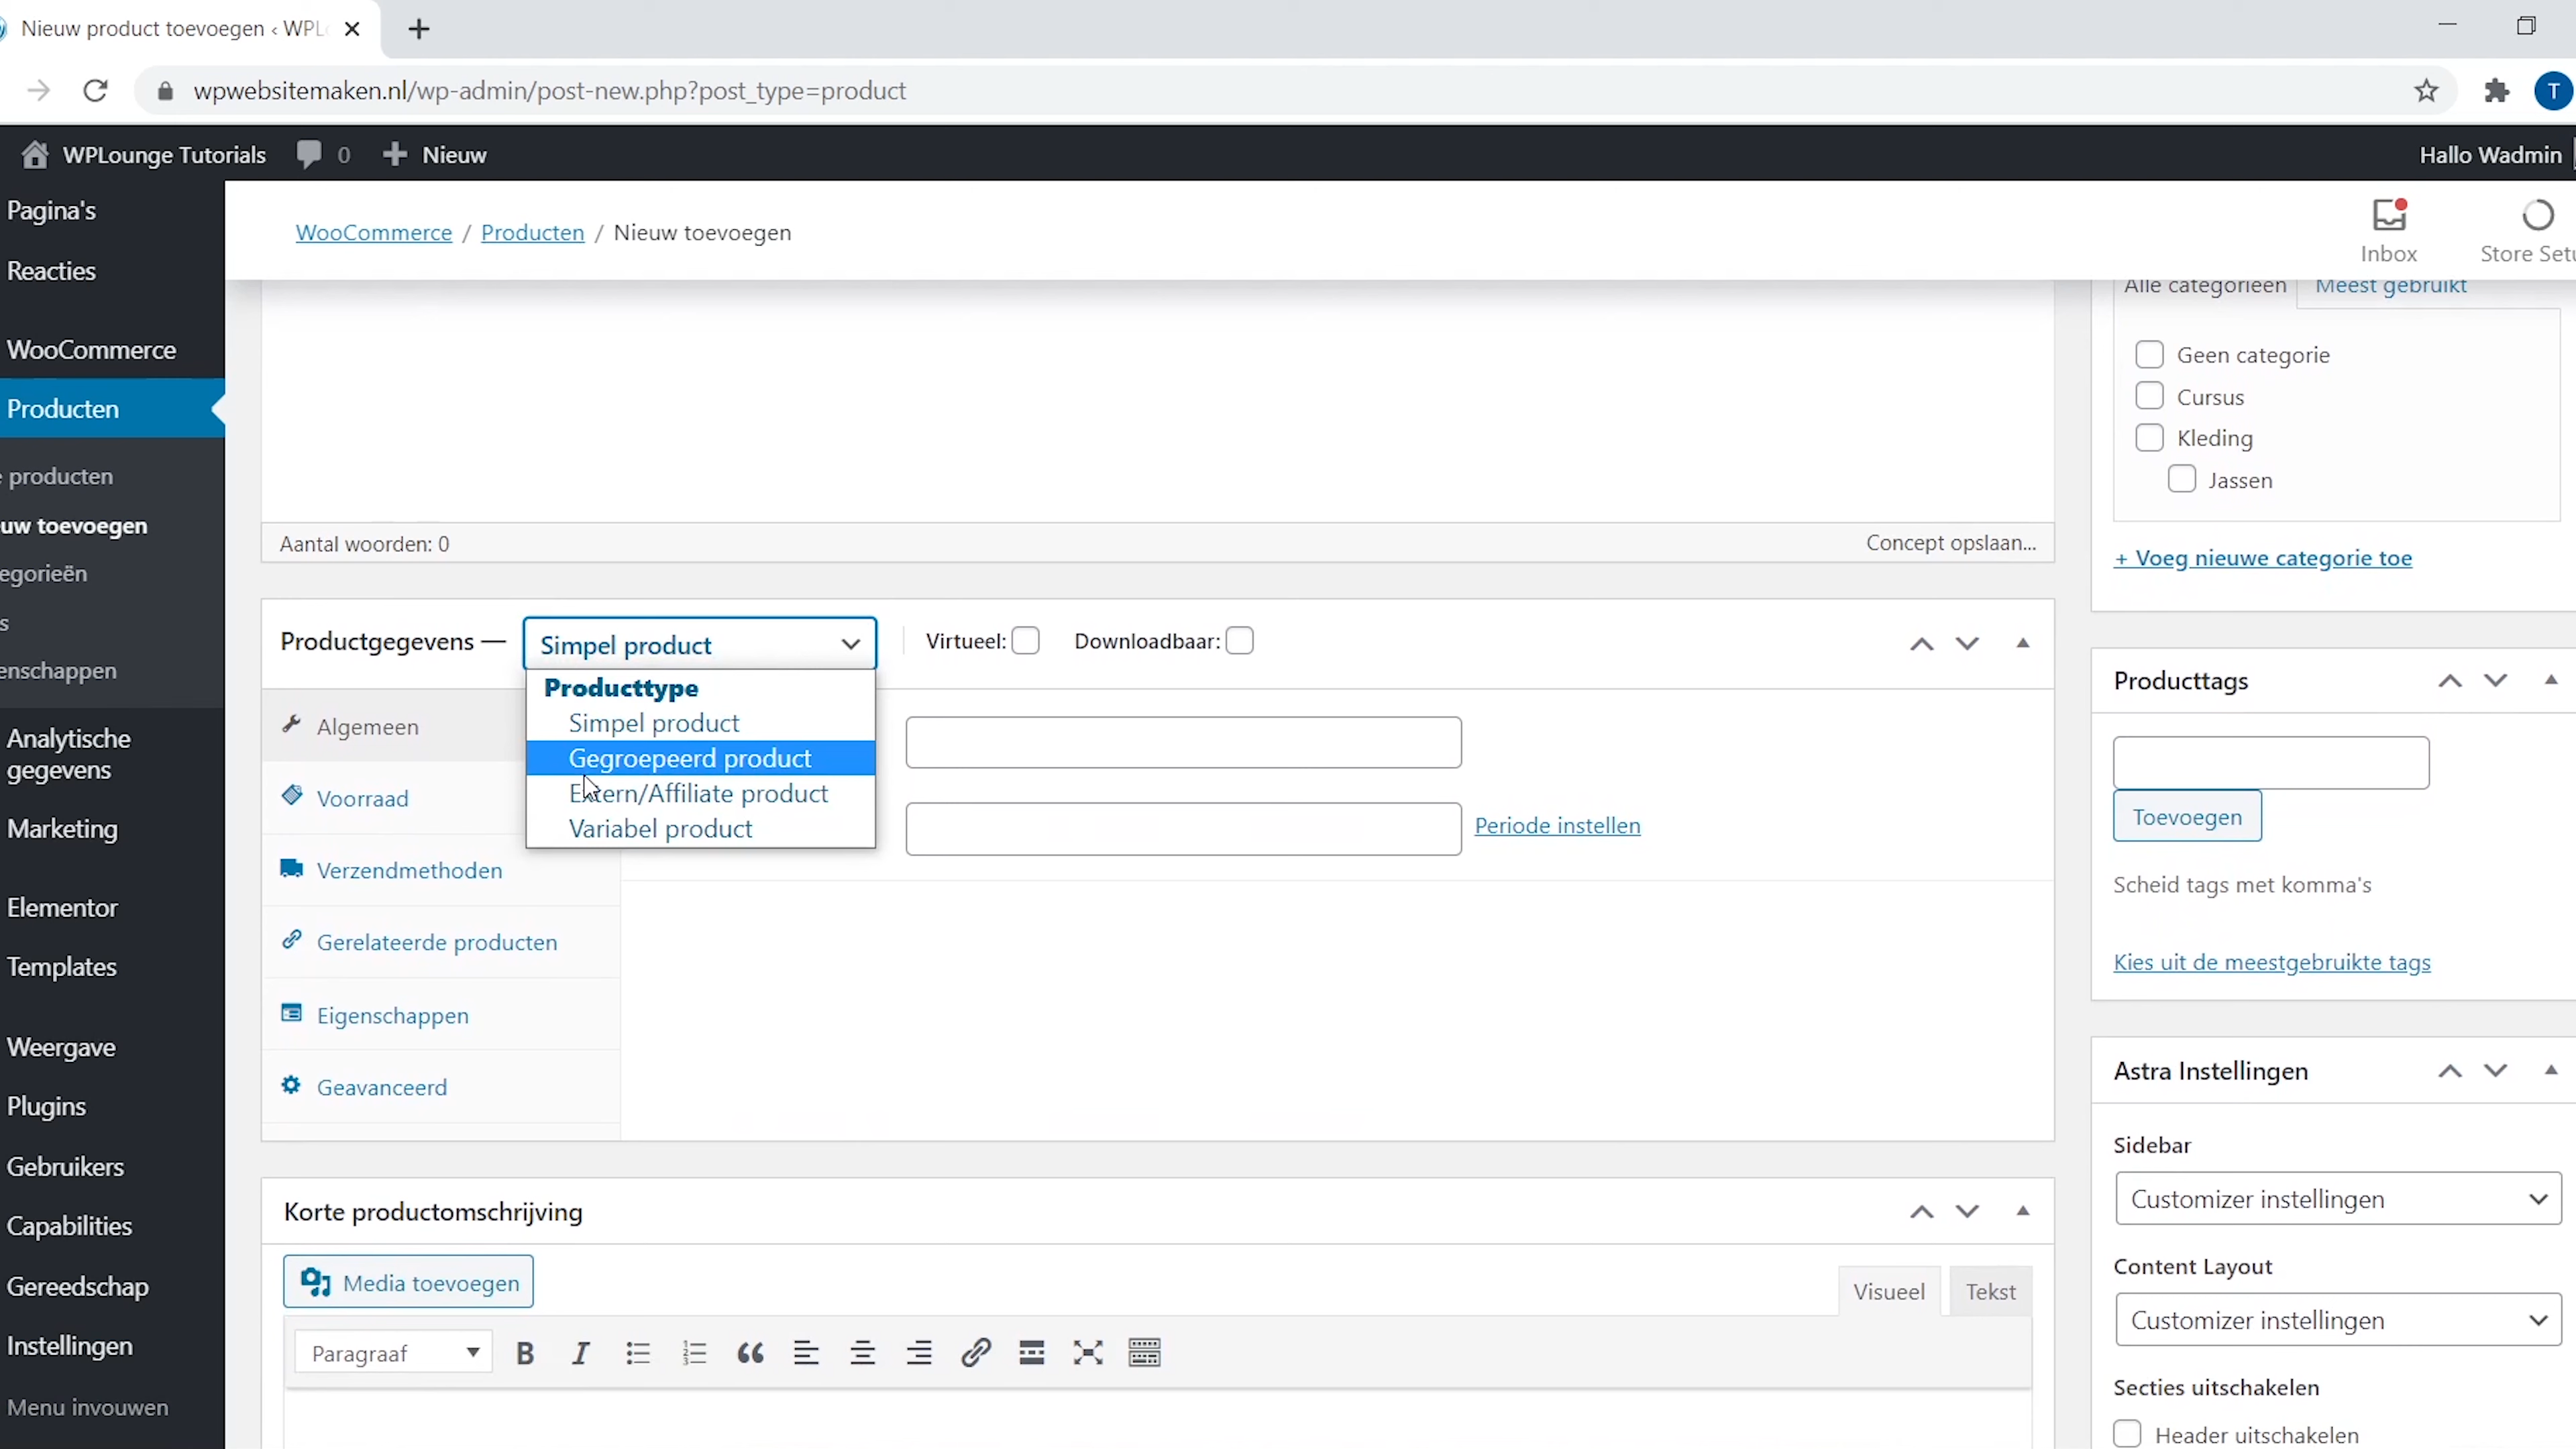 Nieuw product toevoegen ‹ WPL
wpwebsitemaken.nl/wp-admin/post-new.php?post_type=product
T
WPLounge Tutorials
0
Nieuw
Hallo Wadmin
Pagina's
Reacties
WooCommerce
Producten
e producten
uw toevoegen
egorieën
s
enschappen
Analytische
gegevens
Marketing
Elementor
Templates
Weergave
Plugins
Gebruikers
Capabilities
Gereedschap
Instellingen
Menu invouwen
WooCommerce / Producten / Nieuw toevoegen
Inbox
Store Setu
Aantal woorden: 0
Concept opslaan...
Productgegevens —
Simpel product
Virtueel:
Downloadbaar:
Producttype
Simpel product
Gegroepeerd product
Extern/Affiliate product
Variabel product
Algemeen
Voorraad
Verzendmethoden
Gerelateerde producten
Eigenschappen
Geavanceerd
Periode instellen
Korte productomschrijving
Media toevoegen
Visueel
Tekst
Paragraaf
B I
Alle categorieën
Meest gebruikt
Geen categorie
Cursus
Kleding
Jassen
+ Voeg nieuwe categorie toe
Producttags
Toevoegen
Scheid tags met komma's
Kies uit de meestgebruikte tags
Astra Instellingen
Sidebar
Customizer instellingen
Content Layout
Customizer instellingen
Secties uitschakelen
Header uitschakelen